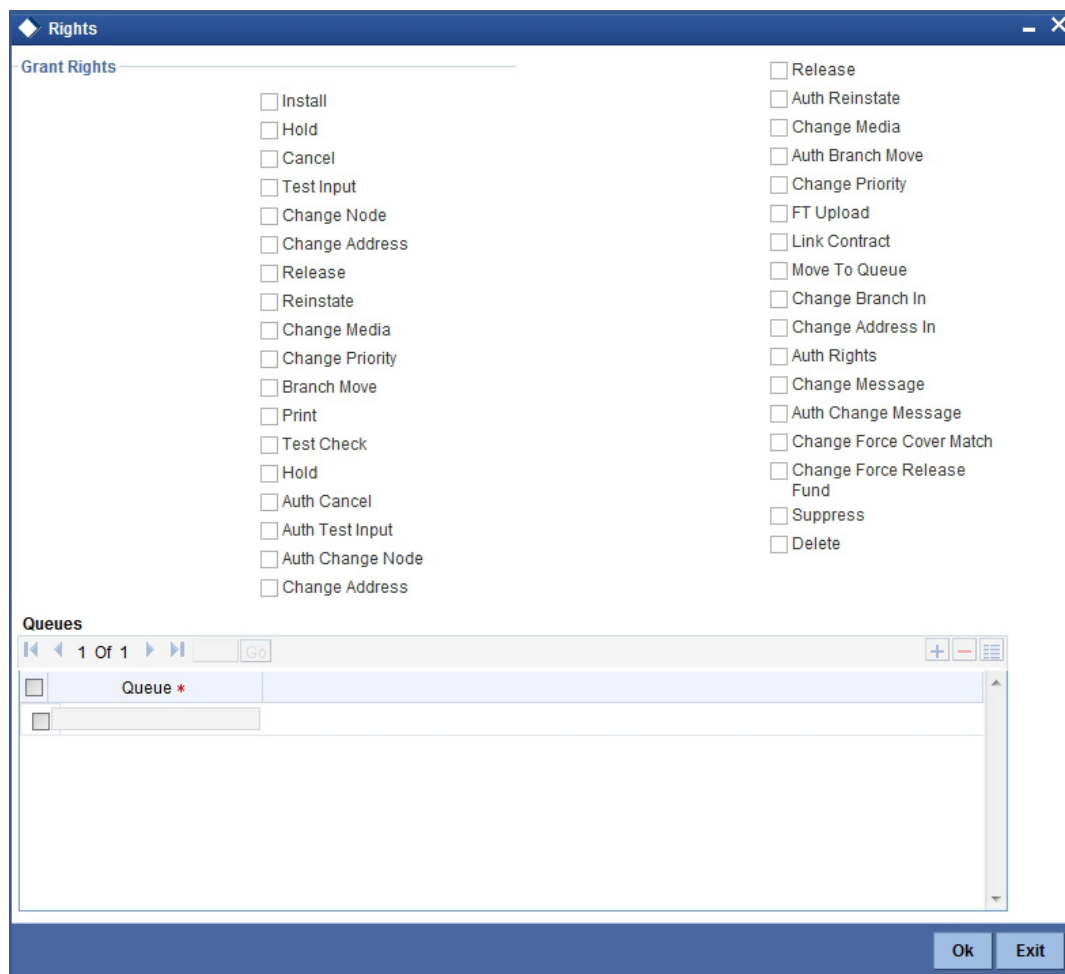 Rights
Grant Rights
Install
Hold
Cancel
Test Input
Change Node
Change Address
Release
Reinstate
Change Media
Change Priority
Branch Move
Print
Test Check
Hold
Auth Cancel
Auth Test Input
Auth Change Node
Change Address
Release
Auth Reinstate
Change Media
Auth Branch Move
Change Priority
FT Upload
Link Contract
Move To Queue
Change Branch In
Change Address In
Auth Rights
Change Message
Auth Change Message
Change Force Cover Match
Change Force Release
Fund
Suppress
Delete
Queues
1 Of 1 Go
Queue *
Ok Exit